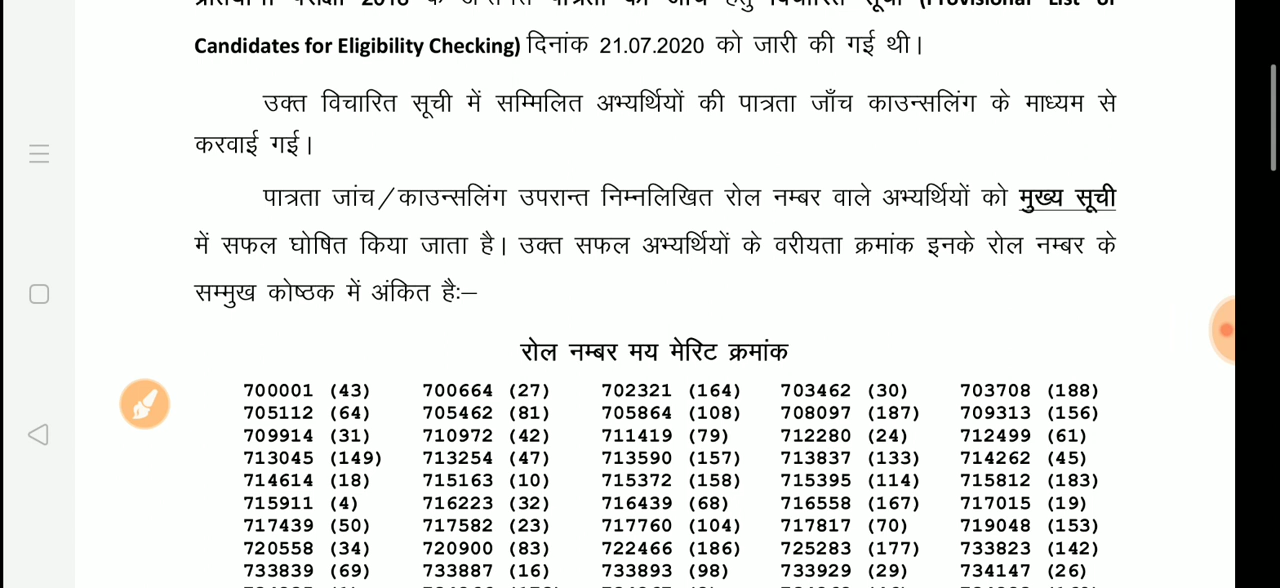 2018 (Provisional List of
Candidates for Eligibility Checking) दिनांक 21.07.2020 को जारी की गई थी।
उक्त विचारित सूची में सम्मिलित अभ्यर्थियों की पात्रता जाँच काउन्सलिंग के माध्यम से
करवाई गई।
पात्रता जांच/काउन्सलिंग उपरान्त निम्नलिखित रोल नम्बर वाले अभ्यर्थियों को मुख्य सूची
में सफल घोषित किया जाता है। उक्त सफल अभ्यर्थियों के वरीयता क्रमांक इनके रोल नम्बर के
सम्मुख कोष्ठक में अंकित हैः–
रोल नम्बर मय मेरिट क्रमांक
700001 (43) 700664 (27) 702321 (164) 703462 (30) 703708 (188)
705112 (64) 705462 (81) 705864 (108) 708097 (187) 709313 (156)
709914 (31) 710972 (42) 711419 (79) 712280 (24) 712499 (61)
713045 (149) 713254 (47) 713590 (157) 713837 (133) 714262 (45)
714614 (18) 715163 (10) 715372 (158) 715395 (114) 715812 (183)
715911 (4) 716223 (32) 716439 (68) 716558 (167) 717015 (19)
717439 (50) 717582 (23) 717760 (104) 717817 (70) 719048 (153)
720558 (34) 720900 (83) 722466 (186) 725283 (177) 733823 (142)
733839 (69) 733887 (16) 733893 (98) 733929 (29) 734147 (26)